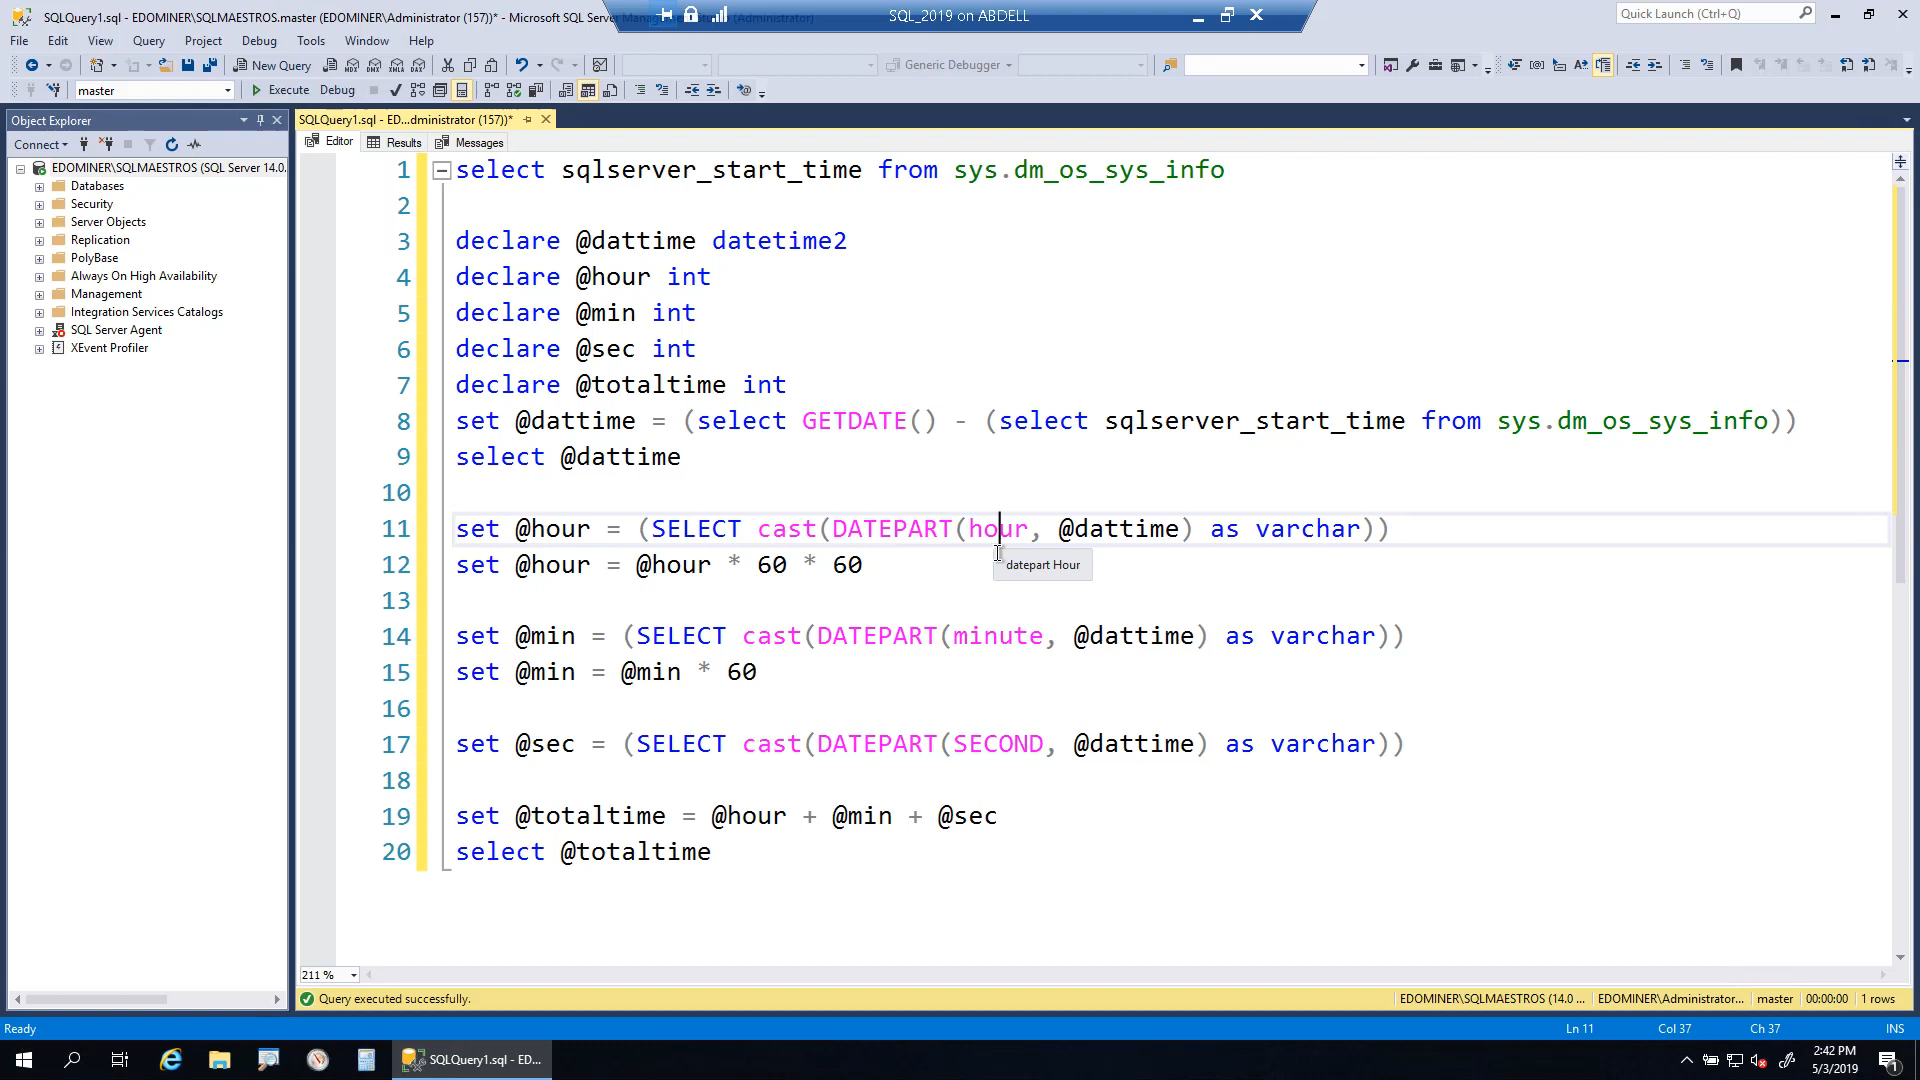 SQLQuery1.sql - EDOMINER\SQLMAESTROS.master (EDOMINER\Administrator (157))* - Microsoft SQL Server
SQL_2019 on ABDELL
Quick Launch (Ctrl+Q)
File Edit View Query Project Debug Tools Window Help
New Query
Generic Debugger
master
Execute Debug
Object Explorer
SQLQuery1.sql - ED...dministrator (157))*
Connect
Editor Results Messages
EDOMINER\SQLMAESTROS (SQL Server 14.0.
Databases
Security
Server Objects
Replication
PolyBase
Always On High Availability
Management
Integration Services Catalogs
SQL Server Agent
XEvent Profiler
1 select sqlserver_start_time from sys.dm_os_sys_info
2
3 declare @dattime datetime2
4 declare @hour int
5 declare @min int
6 declare @sec int
7 declare @totaltime int
8 set @dattime = (select GETDATE() - (select sqlserver_start_time from sys.dm_os_sys_info))
9 select @dattime
10
11 set @hour = (SELECT cast(DATEPART(hour, @dattime) as varchar))
datepart Hour
12 set @hour = @hour * 60 * 60
13
14 set @min = (SELECT cast(DATEPART(minute, @dattime) as varchar))
15 set @min = @min * 60
16
17 set @sec = (SELECT cast(DATEPART(SECOND, @dattime) as varchar))
18
19 set @totaltime = @hour + @min + @sec
20 select @totaltime
211 %
Query executed successfully.
EDOMINER\SQLMAESTROS (14.0 ... EDOMINER\Administrator... master 00:00:00 1 rows
Ready
Ln 11 Col 37 Ch 37 INS
SQLQuery1.sql - ED...
2:42 PM
5/3/2019
1